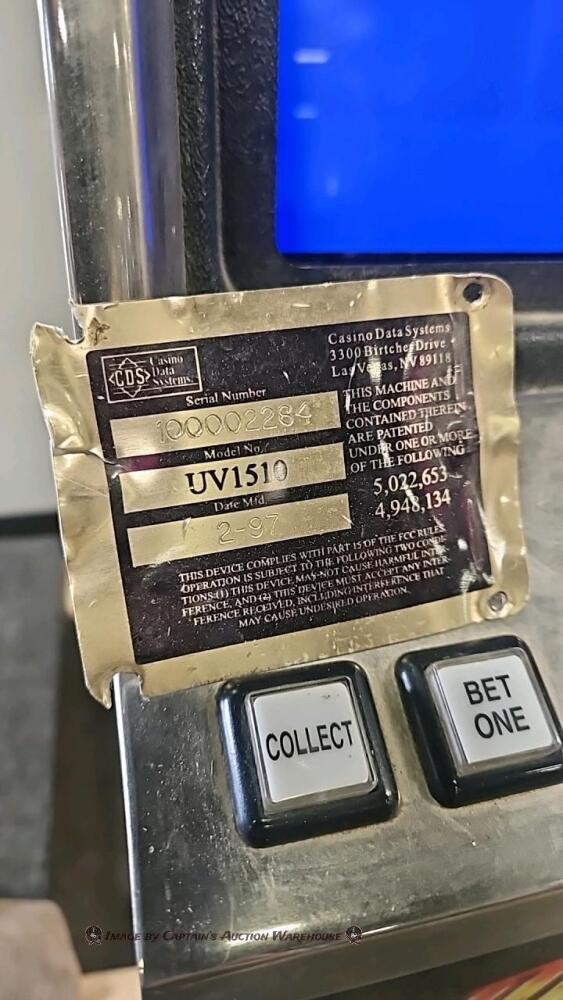 CDS
Casino
Data
Systems
Casino Data Systems
3300 Birtcher Drive
Las Vegas, NV 89118
Serial Number
100002284
Model No.
UV1510
Date Mfd.
2-97
THIS MACHINE AND
THE COMPONENTS
CONTAINED THEREIN
ARE PATENTED
UNDER ONE OR MORE
OF THE FOLLOWING
5,022,653
4,948,134
THIS DEVICE COMPLIES WITH PART 15 OF THE FCC RULES
OPERATION IS SUBJECT TO THE FOLLOWING TWO CONDI-
TIONS:(1) THIS DEVICE MAY NOT CAUSE HARMFUL INTER-
FERENCE, AND (2) THIS DEVICE MUST ACCEPT ANY INTER-
FERENCE RECEIVED, INCLUDING INTERFERENCE THAT
MAY CAUSE UNDESIRED OPERATION.
COLLECT
BET
ONE
IMAGE BY CAPTAIN'S AUCTION WAREHOUSE